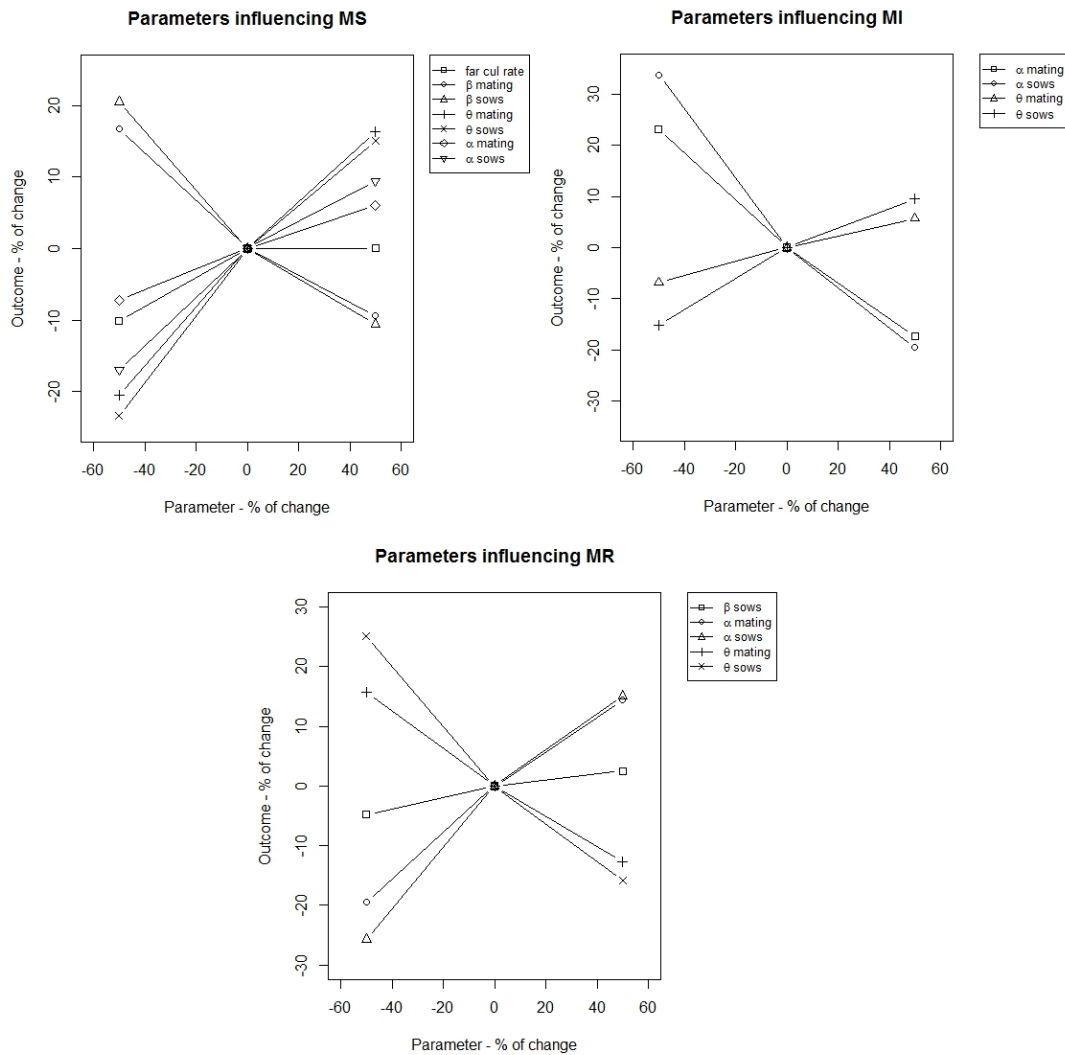 Parameters influencing MS
20
10
0
-10
-20
Outcome - % of change
-60 -40 -20 0 20 40 60
Parameter - % of change
far cul rate
β mating
β sows
θ mating
θ sows
α mating
α sows
Parameters influencing MI
30
20
10
0
-10
-20
-30
Outcome - % of change
-60 -40 -20 0 20 40 60
Parameter - % of change
α mating
α sows
θ mating
θ sows
Parameters influencing MR
30
20
10
0
-10
-20
-30
Outcome - % of change
-60 -40 -20 0 20 40 60
Parameter - % of change
β sows
α mating
α sows
θ mating
θ sows